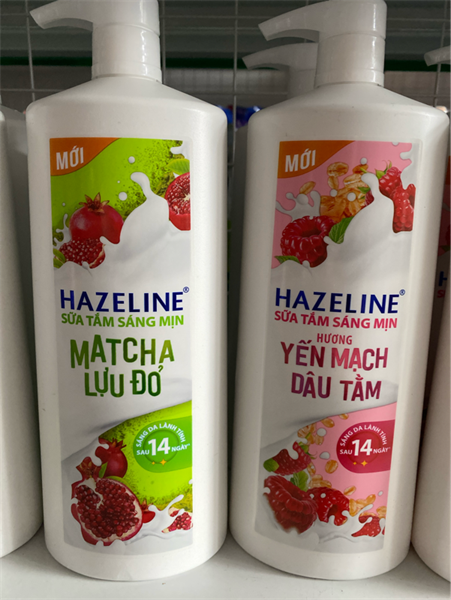 MỚI
HAZELINE®
SỮA TẮM SÁNG MỊN
MATCHA
LỰU ĐỎ
SÁNG DA LÀNH TÍNH
SAU 14 NGÀY
MỚI
HAZELINE®
SỮA TẮM SÁNG MỊN
HƯƠNG
YẾN MẠCH
DÂU TẰM
SÁNG DA LÀNH TÍNH
SAU 14 NGÀY